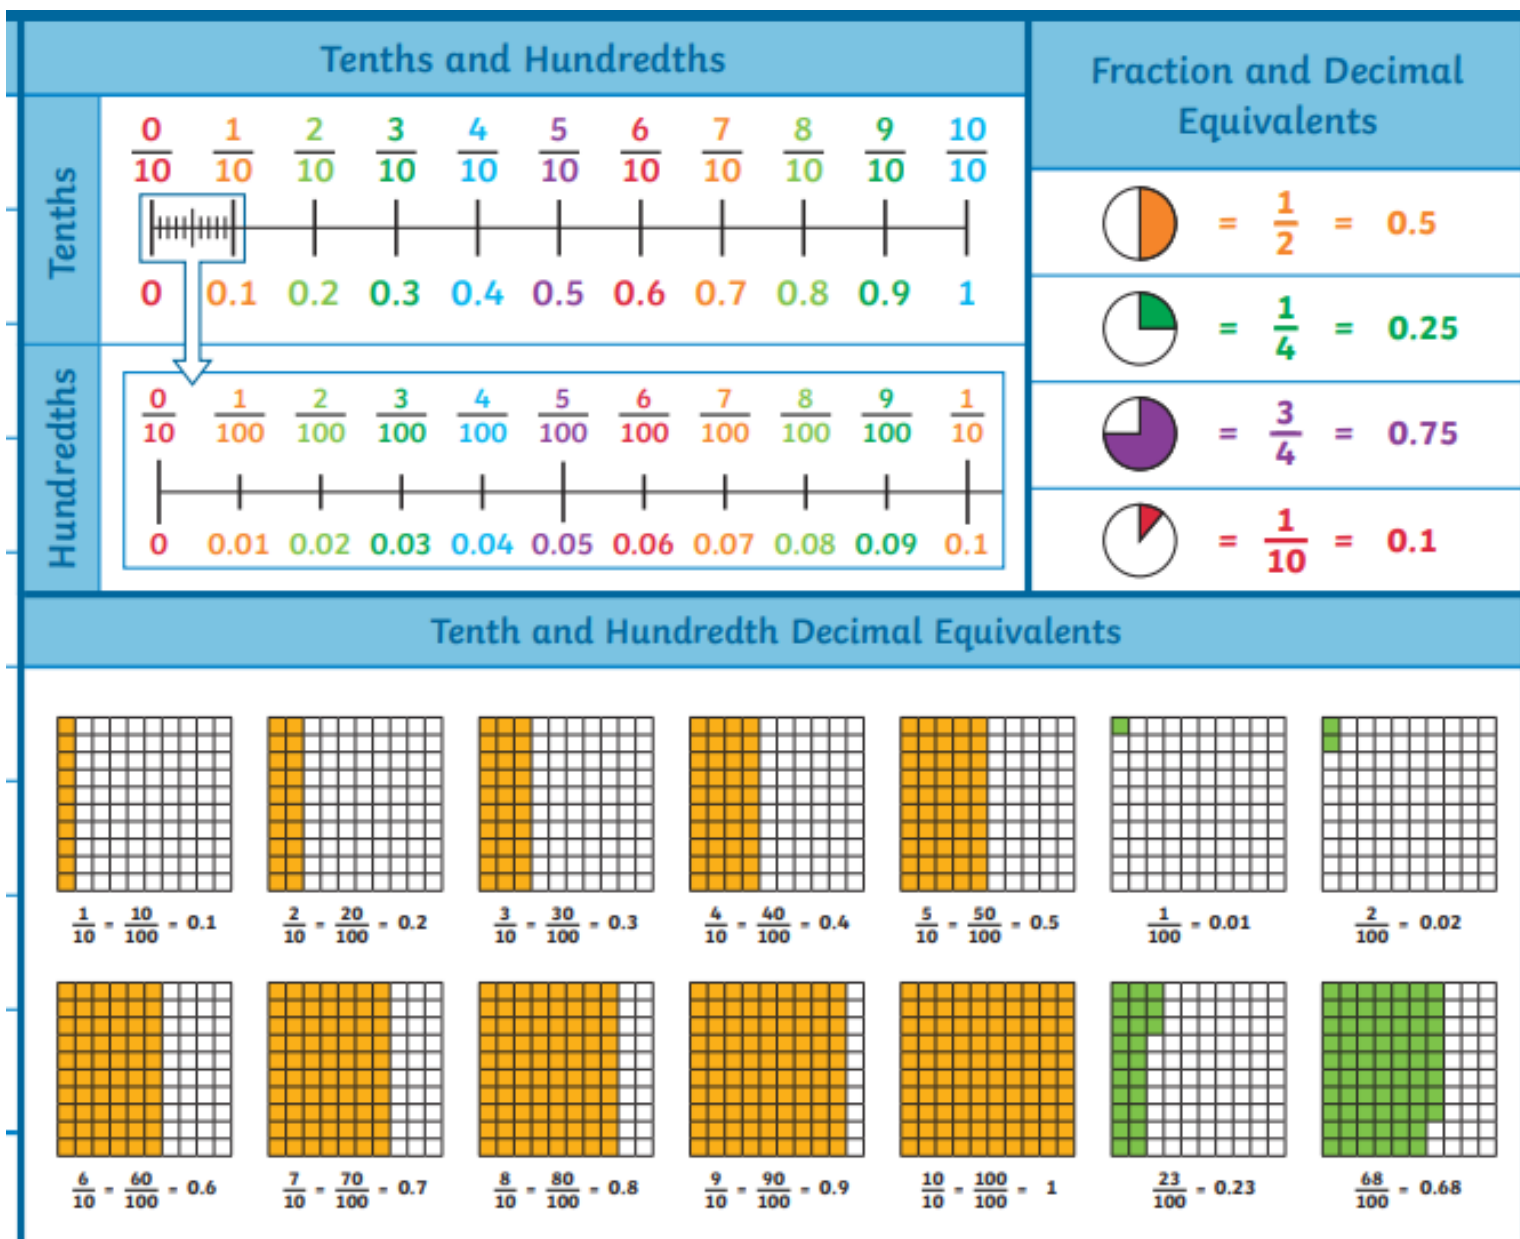 Tenths and Hundredths
Tenths
0/10 1/10 2/10 3/10 4/10 5/10 6/10 7/10 8/10 9/10 10/10
0 0.1 0.2 0.3 0.4 0.5 0.6 0.7 0.8 0.9 1
Hundredths
0/10 1/100 2/100 3/100 4/100 5/100 6/100 7/100 8/100 9/100 1/10
0 0.01 0.02 0.03 0.04 0.05 0.06 0.07 0.08 0.09 0.1
Fraction and Decimal
Equivalents
= 1/2 = 0.5
= 1/4 = 0.25
= 3/4 = 0.75
= 1/10 = 0.1
Tenth and Hundredth Decimal Equivalents
1/10 = 10/100 = 0.1
2/10 = 20/100 = 0.2
3/10 = 30/100 = 0.3
4/10 = 40/100 = 0.4
5/10 = 50/100 = 0.5
1/100 = 0.01
2/100 = 0.02
6/10 = 60/100 = 0.6
7/10 = 70/100 = 0.7
8/10 = 80/100 = 0.8
9/10 = 90/100 = 0.9
10/10 = 100/100 = 1
23/100 = 0.23
68/100 = 0.68